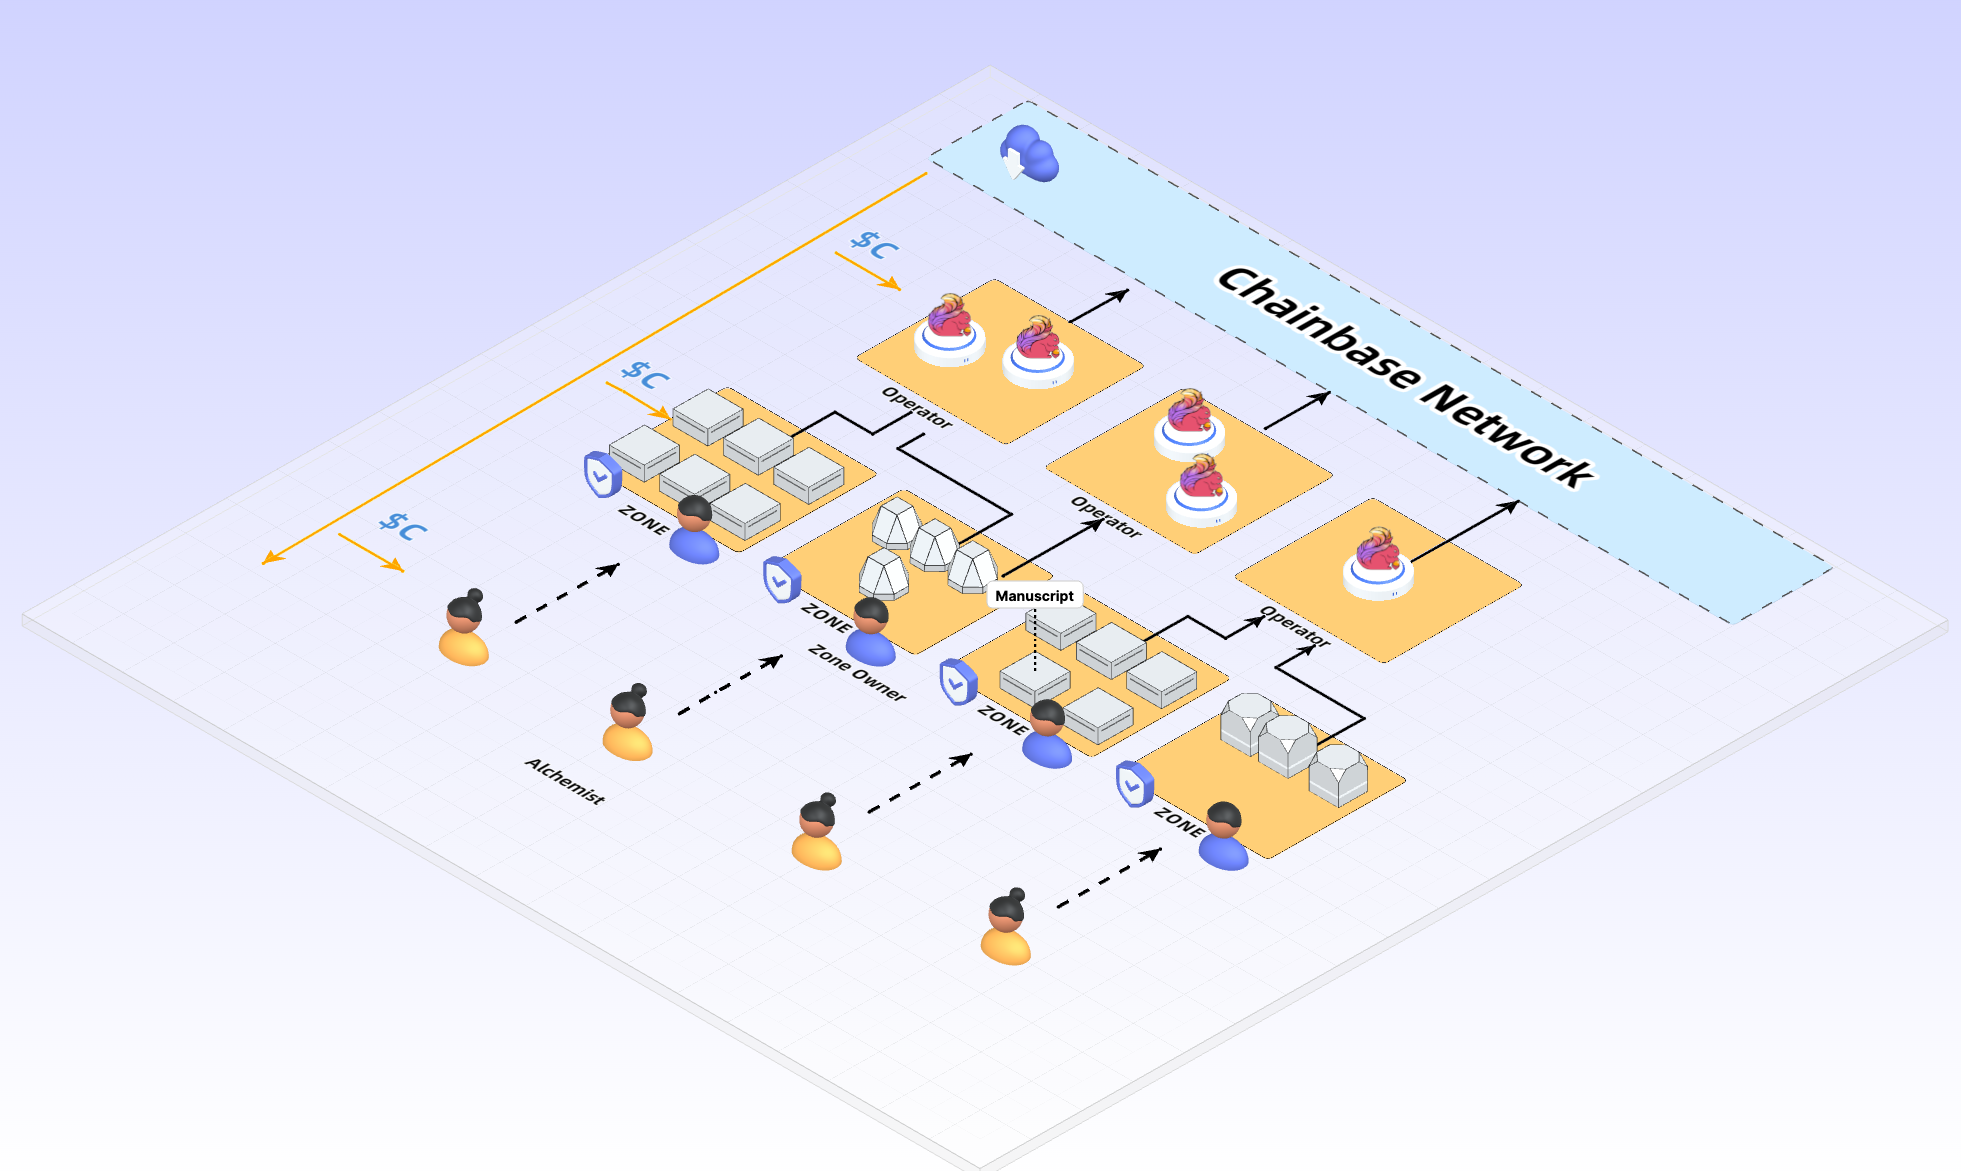 Chainbase Network
$C
$C
$C
Operator
Operator
Operator
ZONE
ZONE
Zone Owner
Manuscript
ZONE
ZONE
Alchemist